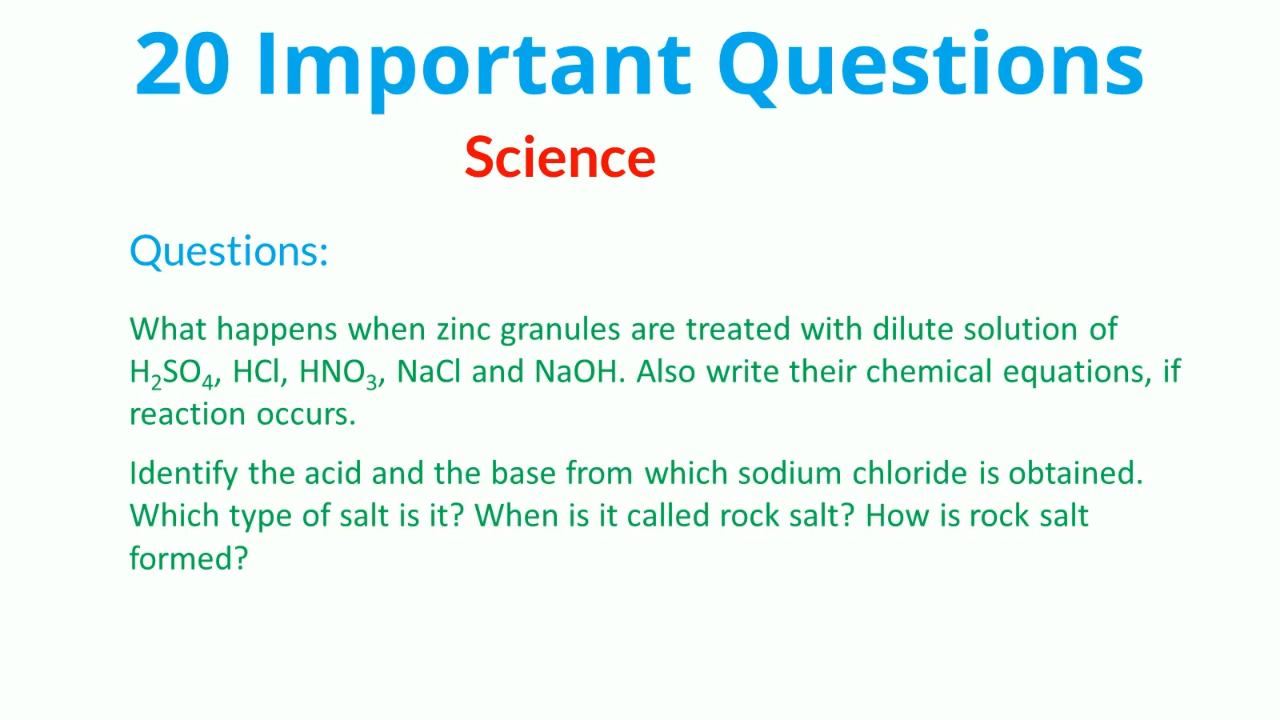 20 Important Questions
Science
Questions:
What happens when zinc granules are treated with dilute solution of
H₂SO₄, HCl, HNO₃, NaCl and NaOH. Also write their chemical equations, if
reaction occurs.
Identify the acid and the base from which sodium chloride is obtained.
Which type of salt is it? When is it called rock salt? How is rock salt
formed?